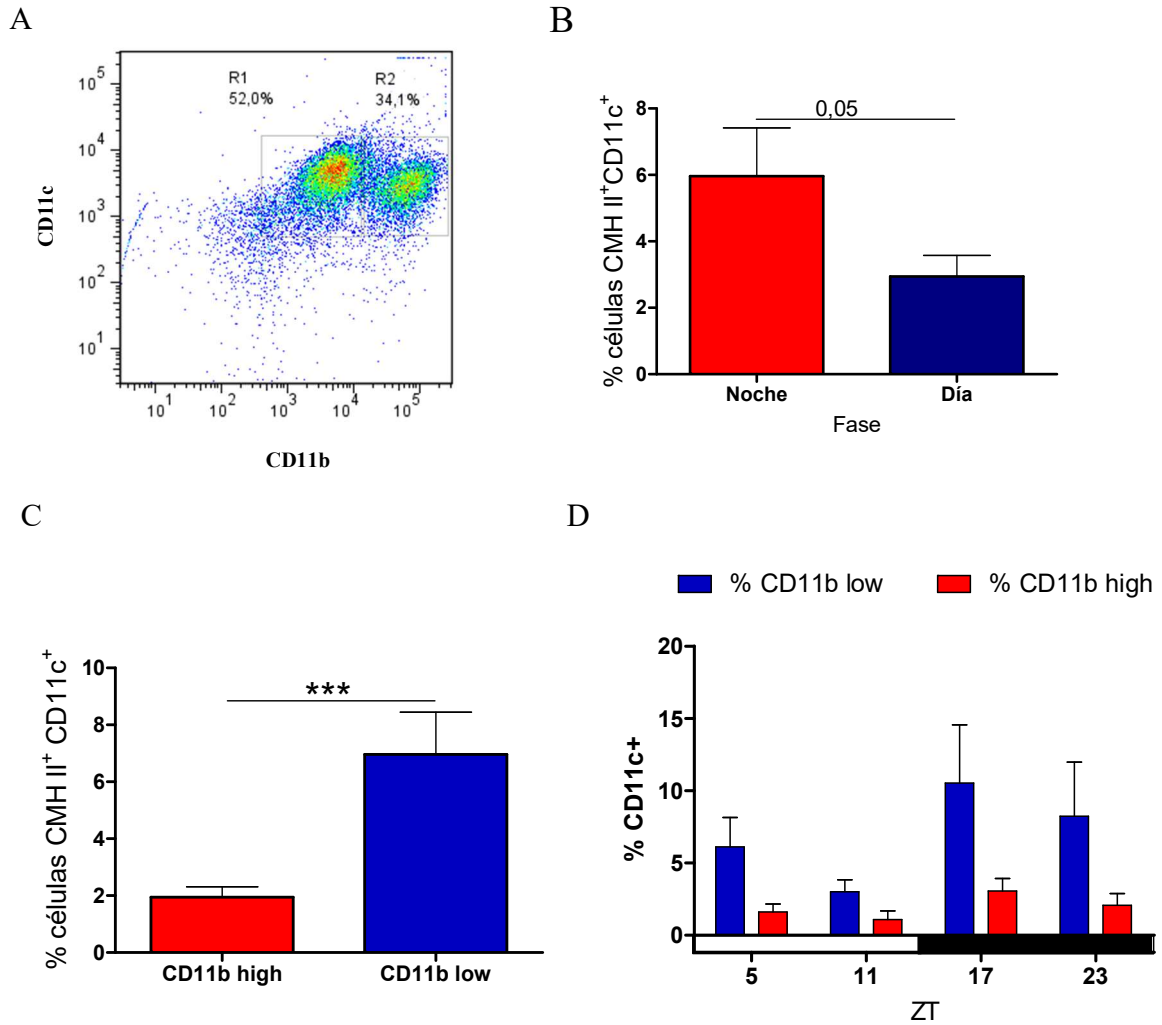 A
R1
52,0%
R2
34,1%
10^5
10^4
10^3
10^2
10^1
CD11c
10^1 10^2 10^3 10^4 10^5
CD11b
B
0,05
8
6
4
2
0
% células CMH II^+CD11c^+
Noche Día
Fase
C
***
10
8
6
4
2
0
% células CMH II^+ CD11c^+
CD11b high CD11b low
D
% CD11b low % CD11b high
20
15
10
5
0
% CD11c+
5 11 17 23
ZT